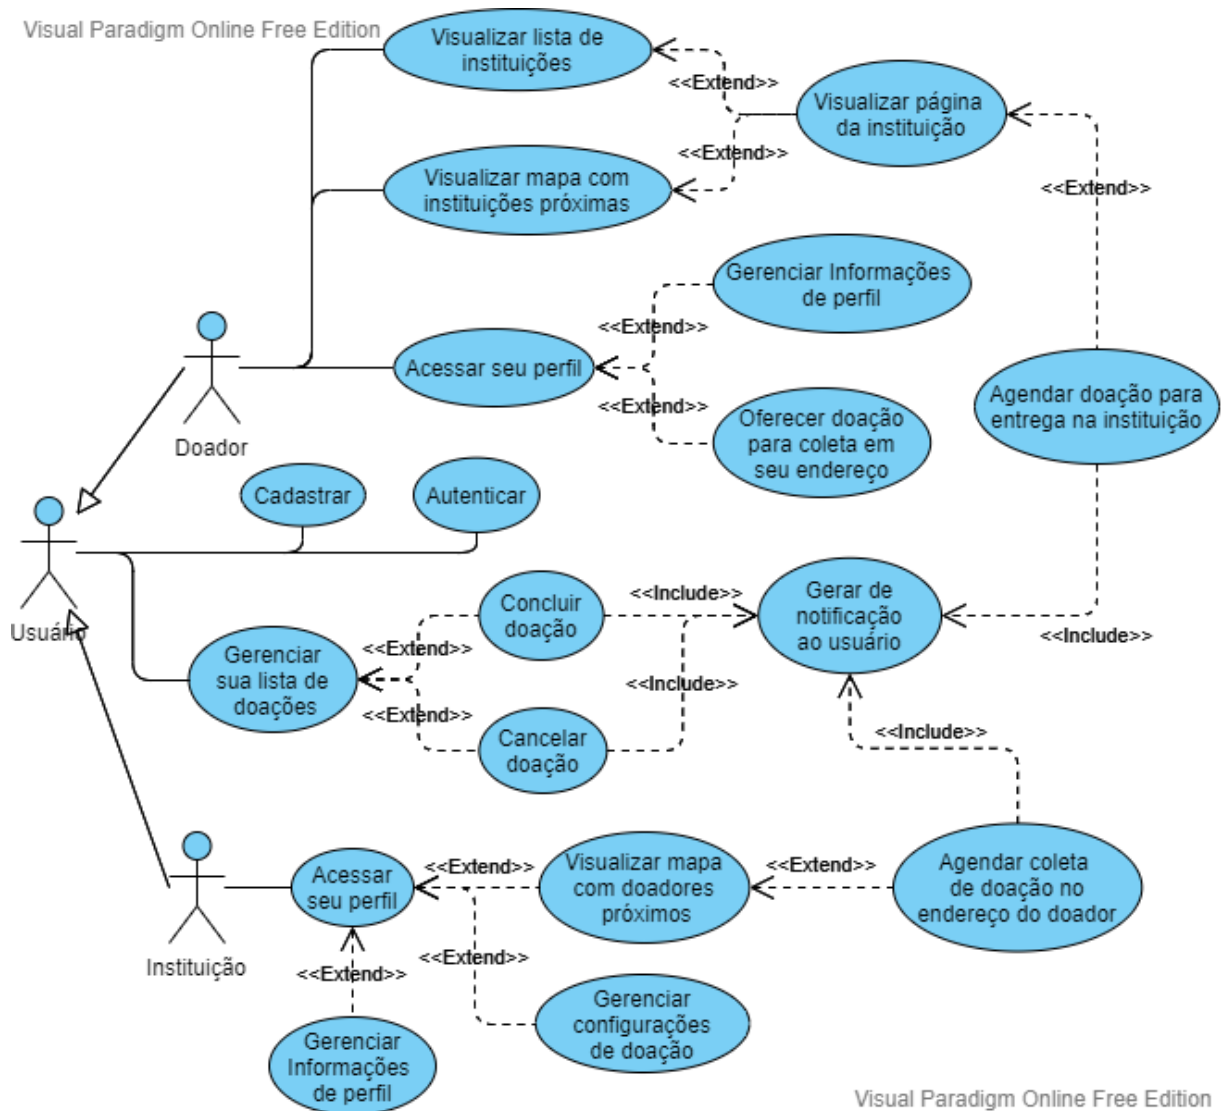 Visual Paradigm Online Free Edition
Visualizar lista de
instituições
<<Extend>>
Visualizar página
da instituição
<<Extend>>
Visualizar mapa com
instituições próximas
<<Extend>>
Gerenciar Informações
de perfil
<<Extend>>
Acessar seu perfil
<<Extend>>
Oferecer doação
para coleta em
seu endereço
Agendar doação para
entrega na instituição
Doador
Cadastrar
Autenticar
Usuário
Concluir
doação
<<Include>>
Gerar de
notificação
ao usuário
<<Include>>
<<Extend>>
Gerenciar
sua lista de
doações
<<Extend>>
<<Include>>
Cancelar
doação
<<Include>>
Instituição
Acessar
seu perfil
<<Extend>>
Visualizar mapa
com doadores
próximos
<<Extend>>
Agendar coleta
de doação no
endereço do doador
<<Extend>>
<<Extend>>
Gerenciar
configurações
de doação
Gerenciar
Informações
de perfil
Visual Paradigm Online Free Edition